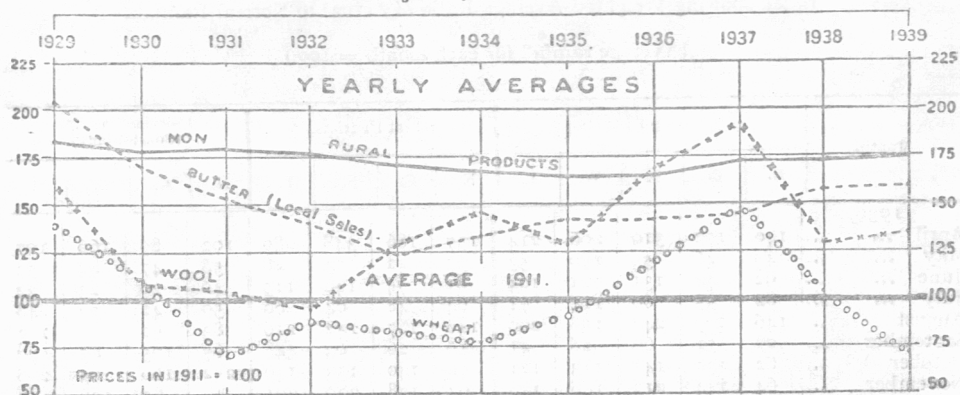 1929 1930 1931 1932 1933 1934 1935 1936 1937 1938 1939
225 225
YEARLY AVERAGES
200 200
NON RURAL PRODUCTS
175 175
BUTTER (Local Sales).
150 150
125 125
WOOL AVERAGE 1911.
100 100
WHEAT
75 75
PRICES IN 1911 = 100
50 50